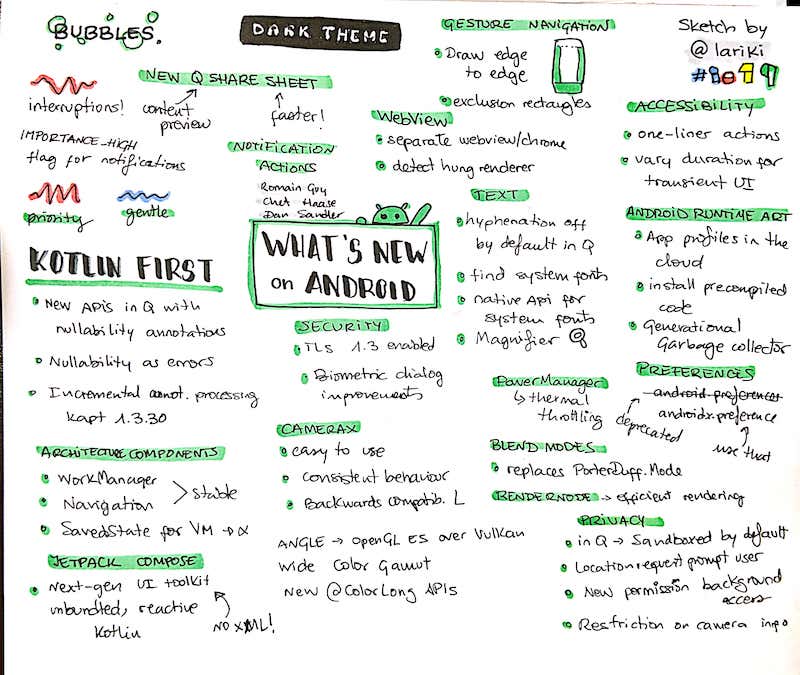 BUBBLES.
DARK THEME
GESTURE NAVIGATION
Draw edge
to edge
exclusion rectangles
Sketch by
@lariki
#io19
NEW Q SHARE SHEET
content
preview
faster!
interruptions!
IMPORTANCE_HIGH
flag for notifications
priority
gentle
NOTIFICATION
ACTIONS
Romain Guy
Chet Haase
Dan Sandler
WHAT'S NEW
on ANDROID
WebView
separate webview/chrome
detect hung renderer
ACCESSIBILITY
one-liner actions
vary duration for
transient UI
TEXT
hyphenation off
by default in Q
find system fonts
native Api for
system fonts
Magnifier
ANDROID RUNTIME ART
App profiles in the
cloud
install precompiled
code
Generational
Garbage collector
KOTLIN FIRST
New APIs in Q with
nullability annotations
Nullability as errors
Incremental annot. processing
Kapt 1.3.30
SECURITY
TLS 1.3 enabled
Biometric dialog
improvements
PREFERENCES
android.preferences
androidx.preference
deprecated
use that
PowerManager
↳ thermal
throttling
CAMERAX
easy to use
Consistent behaviour
Backwards compatib. L
BLEND MODES
replaces PorterDuff.Mode
RENDERNODE → efficient rendering
ARCHITECTURE COMPONENTS
WorkManager
Navigation
> stable
SavedState for VM → α
ANGLE → OpenGL ES over Vulkan
Wide Color Gamut
New @ColorLong APIs
PRIVACY
in Q → Sandboxed by default
Location request prompt user
New permission background
access
Restriction on camera info
JETPACK COMPOSE
Next-gen UI toolkit
unbundled, reactive
Kotlin
NO XML!